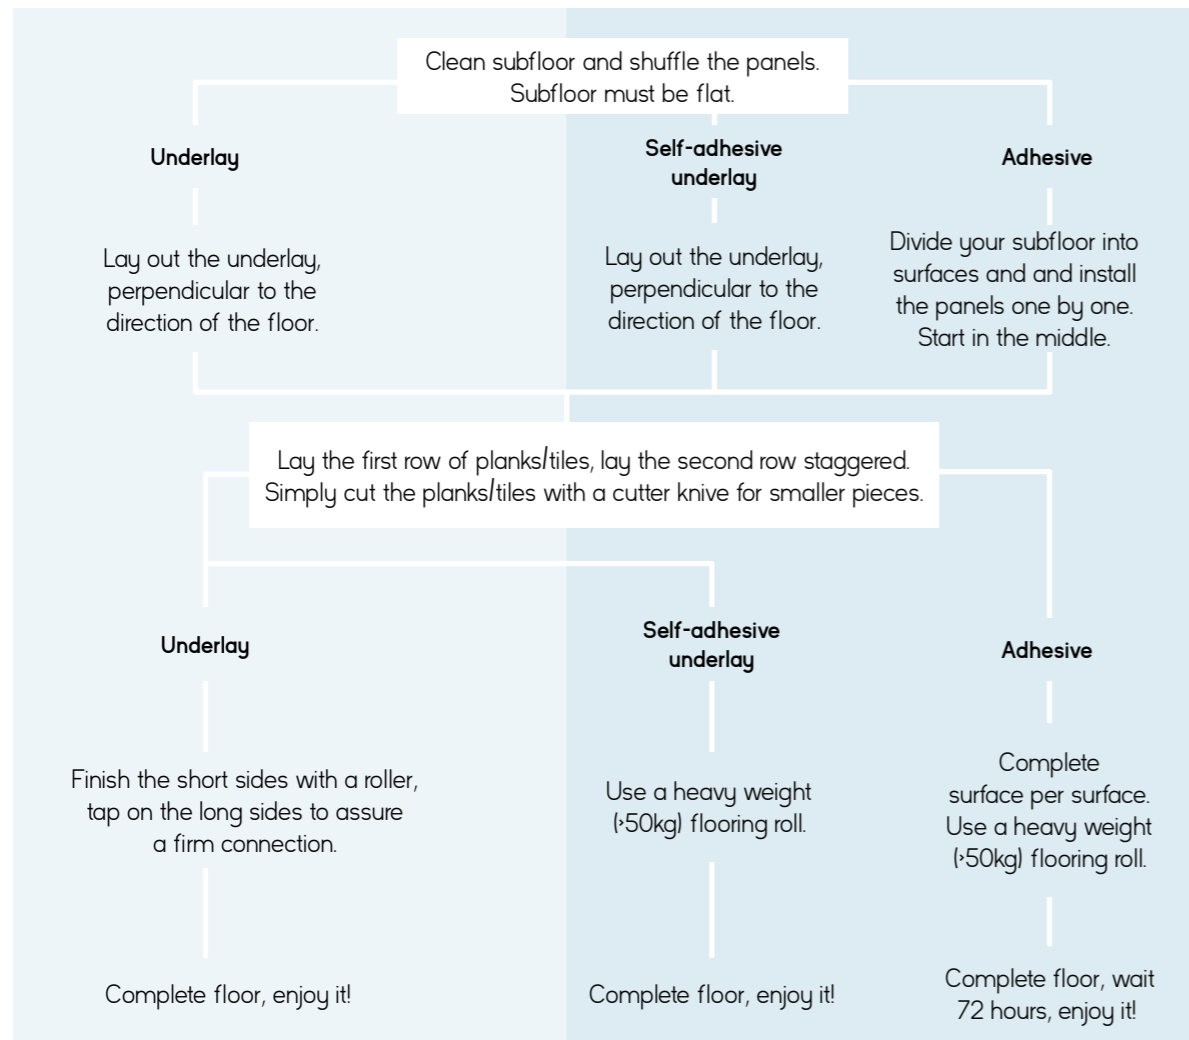 Clean subfloor and shuffle the panels.
Subfloor must be flat.
Underlay
Lay out the underlay,
perpendicular to the
direction of the floor.
Self-adhesive
underlay
Lay out the underlay,
perpendicular to the
direction of the floor.
Adhesive
Divide your subfloor into
surfaces and and install
the panels one by one.
Start in the middle.
Lay the first row of planks/tiles, lay the second row staggered.
Simply cut the planks/tiles with a cutter knive for smaller pieces.
Underlay
Finish the short sides with a roller,
tap on the long sides to assure
a firm connection.
Complete floor, enjoy it!
Self-adhesive
underlay
Use a heavy weight
(>50kg) flooring roll.
Complete floor, enjoy it!
Adhesive
Complete
surface per surface.
Use a heavy weight
(>50kg) flooring roll.
Complete floor, wait
72 hours, enjoy it!